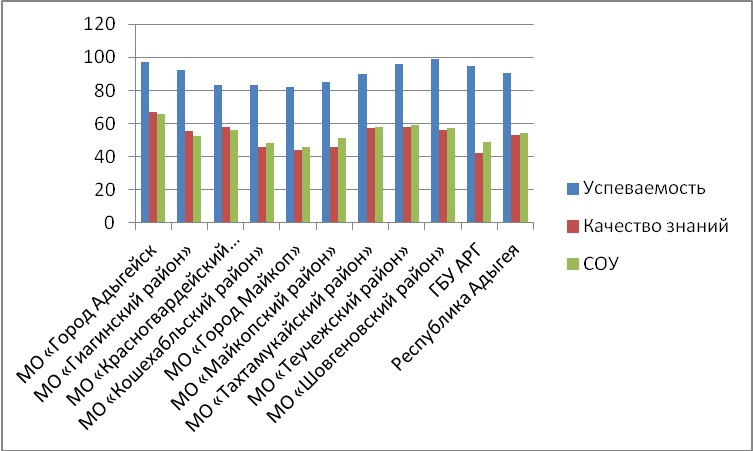 120
100
80
60
40
20
0
МО «Город Адыгейск
МО «Гиагинский район»
МО «Красногвардейский...
МО «Кошехабльский район»
МО «Город Майкоп»
МО «Майкопский район»
МО «Тахтамукайский район»
МО «Теучежский район»
МО «Шовгеновский район»
ГБУ АРГ
Республика Адыгея
Успеваемость
Качество знаний
СОУ